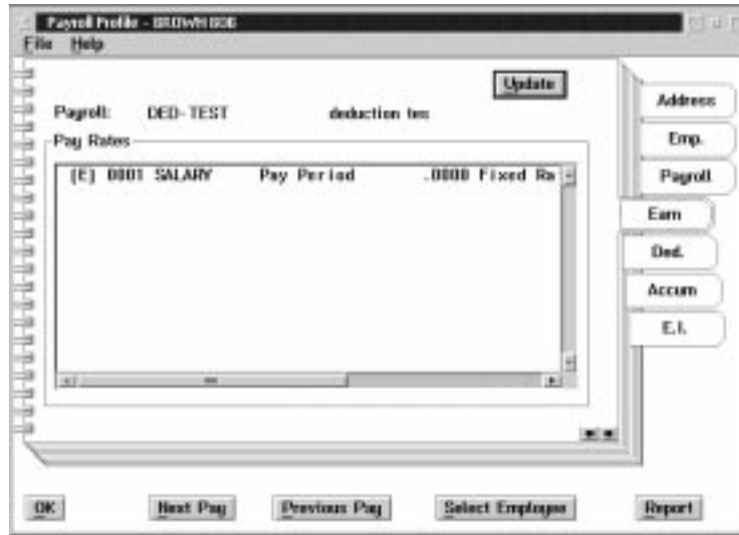 Payroll Profile - BROWN BOB
File Help
Update
Payroll: DED-TEST deduction tes
Pay Rates
(E) 0001 SALARY Pay Period .0000 Fixed Ra
Address
Emp.
Payroll
Earn
Ded.
Accum
E.I.
OK Next Pay Previous Pay Select Employee Report